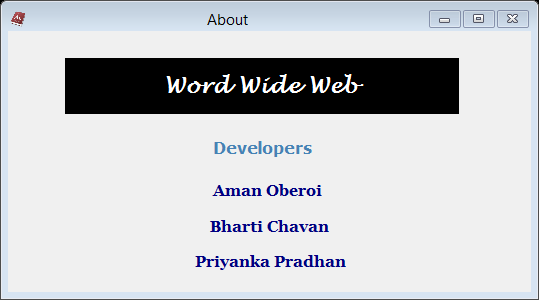 About
Word Wide Web
Developers
Aman Oberoi
Bharti Chavan
Priyanka Pradhan